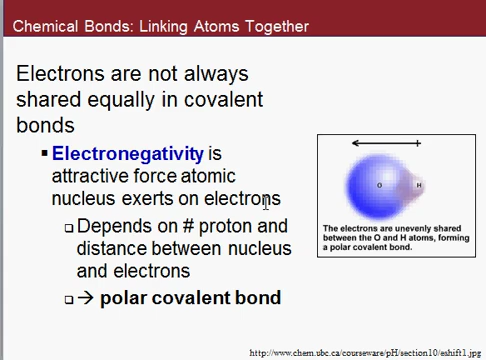 Chemical Bonds: Linking Atoms Together
Electrons are not always
shared equally in covalent
bonds
▪ Electronegativity is
attractive force atomic
nucleus exerts on electrons
❑ Depends on # proton and
distance between nucleus
and electrons
❑ → polar covalent bond
O H
The electrons are unevenly shared
between the O and H atoms, forming
a polar covalent bond.
http://www.chem.ubc.ca/courseware/pH/section10/eshift1.jpg